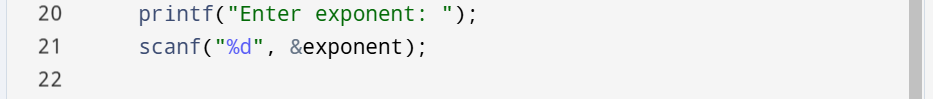 20 printf("Enter exponent: ");
21 scanf("%d", &exponent);
22